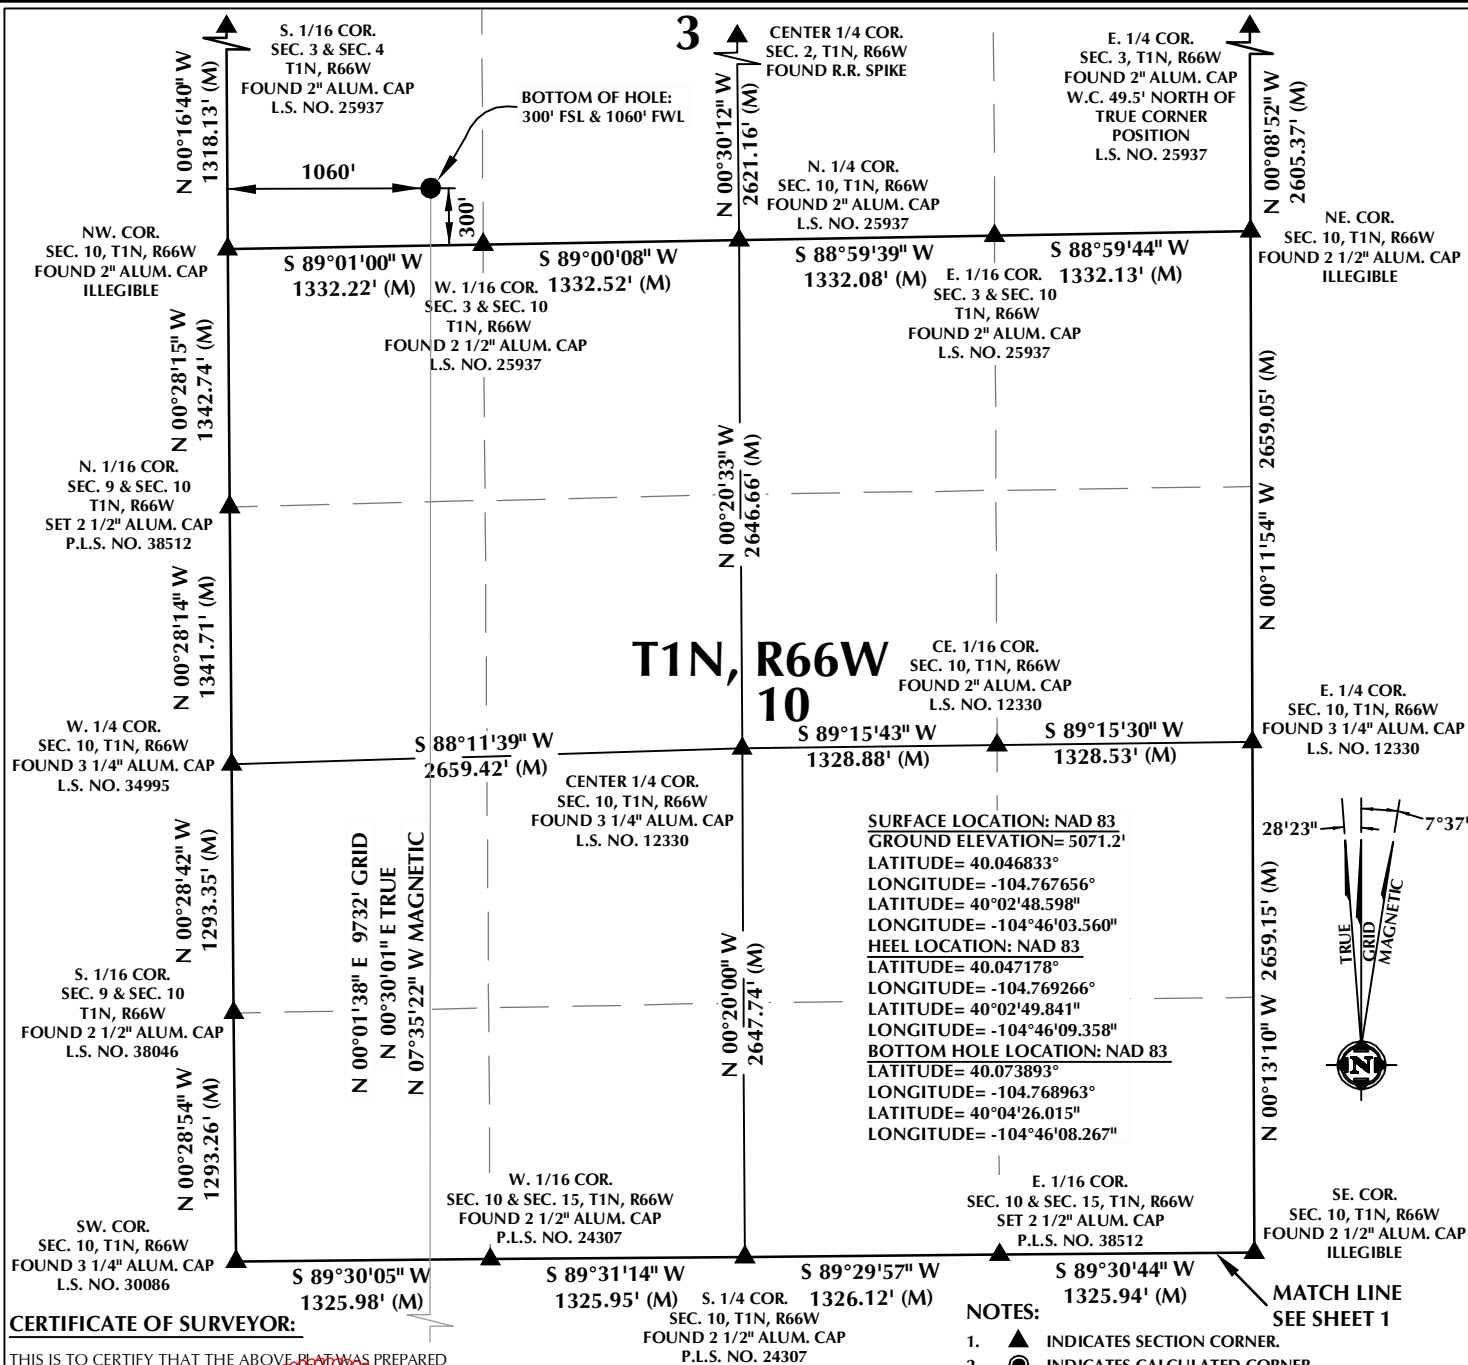 S. 1/16 COR.
SEC. 3 & SEC. 4
T1N, R66W
FOUND 2" ALUM. CAP
L.S. NO. 25937
3
CENTER 1/4 COR.
SEC. 2, T1N, R66W
FOUND R.R. SPIKE
E. 1/4 COR.
SEC. 3, T1N, R66W
FOUND 2" ALUM. CAP
W.C. 49.5' NORTH OF
TRUE CORNER
POSITION
L.S. NO. 25937
N 00°16'40" W
1318.13' (M)
BOTTOM OF HOLE:
300' FSL & 1060' FWL
N 00°30'12" W
2621.16' (M)
N 00°08'52" W
2605.37' (M)
1060'
300'
N. 1/4 COR.
SEC. 10, T1N, R66W
FOUND 2" ALUM. CAP
L.S. NO. 25937
NW. COR.
SEC. 10, T1N, R66W
FOUND 2" ALUM. CAP
ILLEGIBLE
NE. COR.
SEC. 10, T1N, R66W
FOUND 2 1/2" ALUM. CAP
ILLEGIBLE
S 89°01'00" W
1332.22' (M)
S 89°00'08" W
1332.52' (M)
S 88°59'39" W
1332.08' (M)
S 88°59'44" W
1332.13' (M)
W. 1/16 COR.
SEC. 3 & SEC. 10
T1N, R66W
FOUND 2 1/2" ALUM. CAP
L.S. NO. 25937
E. 1/16 COR.
SEC. 3 & SEC. 10
T1N, R66W
FOUND 2" ALUM. CAP
L.S. NO. 25937
N 00°28'15" W
1342.74' (M)
N 00°20'33" W
2646.66' (M)
N 00°11'54" W 2659.05' (M)
N. 1/16 COR.
SEC. 9 & SEC. 10
T1N, R66W
SET 2 1/2" ALUM. CAP
P.L.S. NO. 38512
N 00°28'14" W
1341.71' (M)
T1N, R66W
10
CE. 1/16 COR.
SEC. 10, T1N, R66W
FOUND 2" ALUM. CAP
L.S. NO. 12330
W. 1/4 COR.
SEC. 10, T1N, R66W
FOUND 3 1/4" ALUM. CAP
L.S. NO. 34995
E. 1/4 COR.
SEC. 10, T1N, R66W
FOUND 3 1/4" ALUM. CAP
L.S. NO. 12330
S 88°11'39" W
2659.42' (M)
S 89°15'43" W
1328.88' (M)
S 89°15'30" W
1328.53' (M)
CENTER 1/4 COR.
SEC. 10, T1N, R66W
FOUND 3 1/4" ALUM. CAP
L.S. NO. 12330
N 00°28'42" W
1293.35' (M)
N 00°01'38" E 9732' GRID
N 00°30'01" E TRUE
N 07°35'22" W MAGNETIC
SURFACE LOCATION: NAD 83
GROUND ELEVATION= 5071.2'
LATITUDE= 40.046833°
LONGITUDE= -104.767656°
LATITUDE= 40°02'48.598"
LONGITUDE= -104°46'03.560"
HEEL LOCATION: NAD 83
LATITUDE= 40.047178°
LONGITUDE= -104.769266°
LATITUDE= 40°02'49.841"
LONGITUDE= -104°46'09.358"
BOTTOM HOLE LOCATION: NAD 83
LATITUDE= 40.073893°
LONGITUDE= -104.768963°
LATITUDE= 40°04'26.015"
LONGITUDE= -104°46'08.267"
28'23"
7°37'
TRUE
GRID
MAGNETIC
N
N 00°20'00" W
2647.74' (M)
N 00°13'10" W 2659.15' (M)
S. 1/16 COR.
SEC. 9 & SEC. 10
T1N, R66W
FOUND 2 1/2" ALUM. CAP
L.S. NO. 38046
N 00°28'54" W
1293.26' (M)
W. 1/16 COR.
SEC. 10 & SEC. 15, T1N, R66W
FOUND 2 1/2" ALUM. CAP
P.L.S. NO. 24307
E. 1/16 COR.
SEC. 10 & SEC. 15, T1N, R66W
SET 2 1/2" ALUM. CAP
P.L.S. NO. 38512
SW. COR.
SEC. 10, T1N, R66W
FOUND 3 1/4" ALUM. CAP
L.S. NO. 30086
SE. COR.
SEC. 10, T1N, R66W
FOUND 2 1/2" ALUM. CAP
ILLEGIBLE
S 89°30'05" W
1325.98' (M)
S 89°31'14" W
1325.95' (M)
S 89°29'57" W
1326.12' (M)
S 89°30'44" W
1325.94' (M)
S. 1/4 COR.
SEC. 10, T1N, R66W
FOUND 2 1/2" ALUM. CAP
P.L.S. NO. 24307
MATCH LINE
SEE SHEET 1
CERTIFICATE OF SURVEYOR:
THIS IS TO CERTIFY THAT THE ABOVE PLAT WAS PREPARED
NOTES:
1. INDICATES SECTION CORNER.
2. INDICATES CALCULATED CORNER.